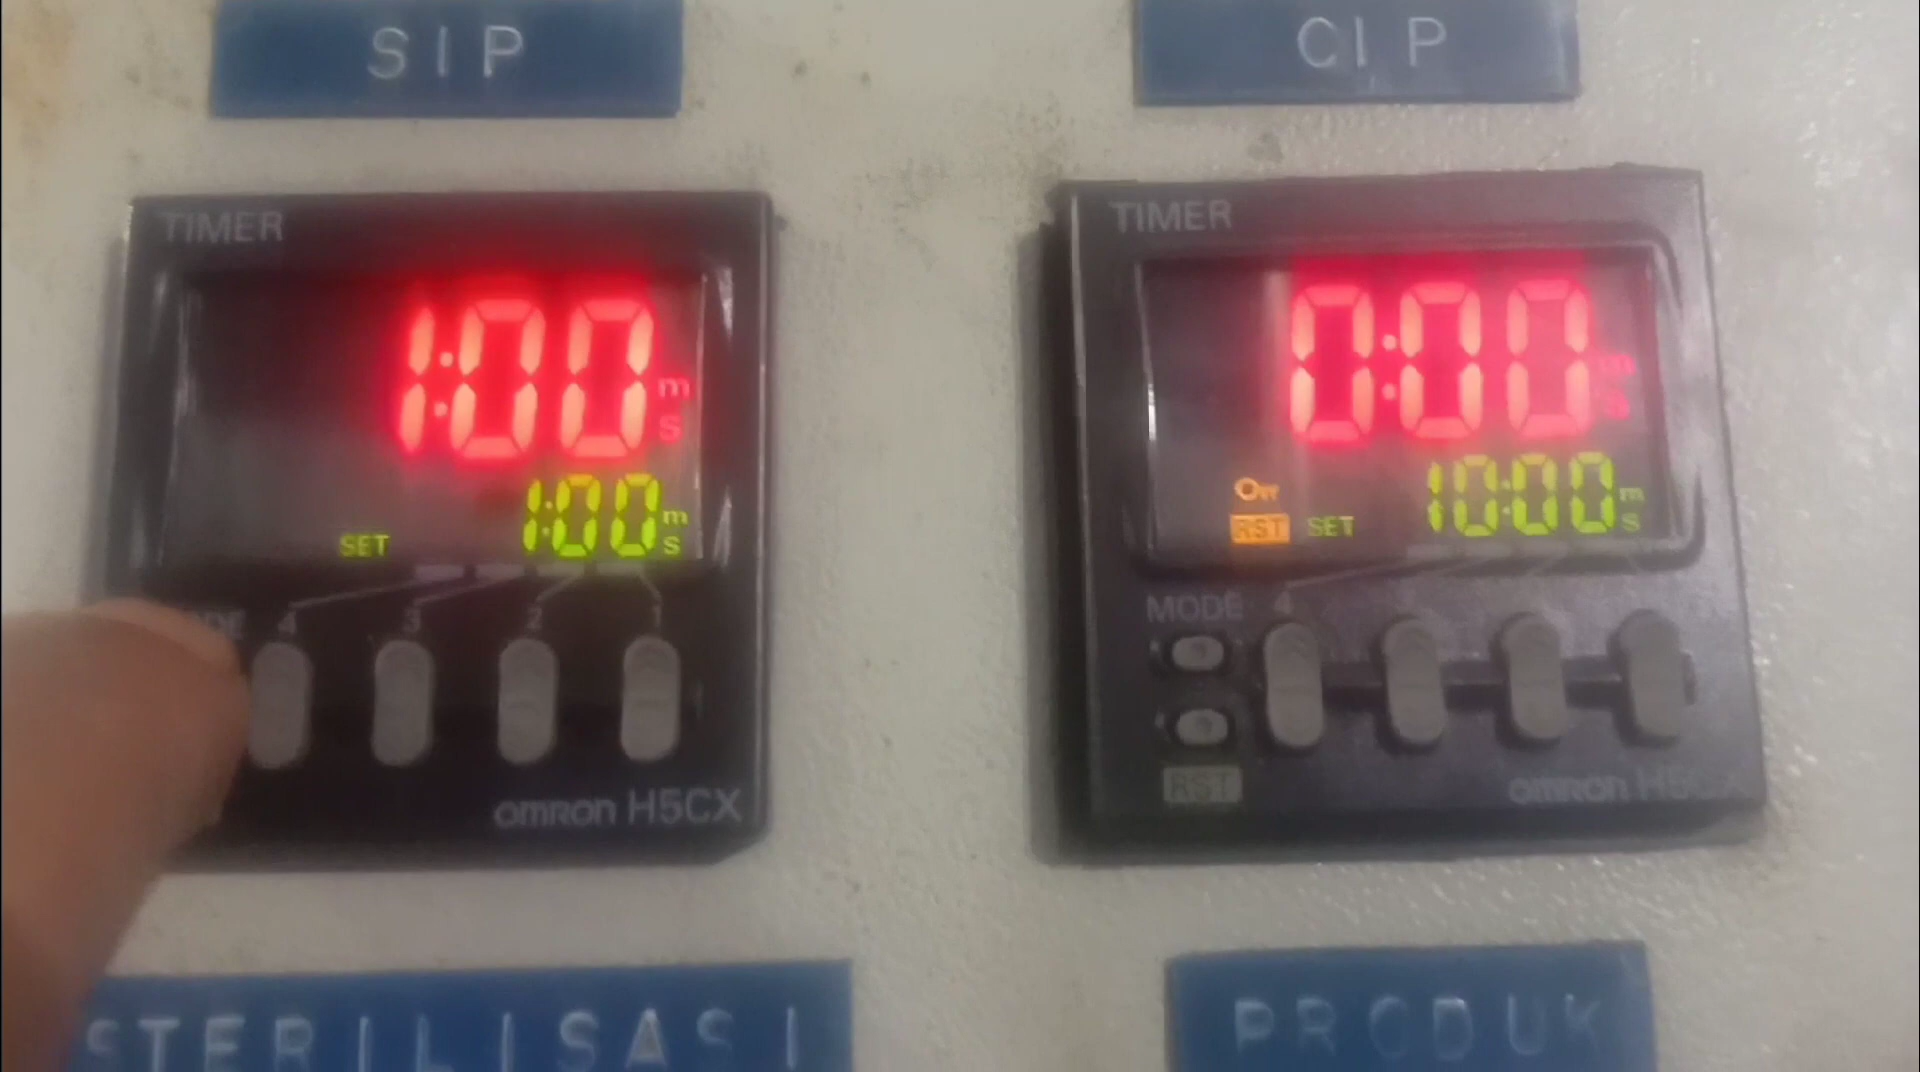 SIP
CIP
TIMER
1:00 m s
SET 1:00 m s
4 3 2 1
omron H5CX
TIMER
0:00 m s
OUT
RST SET 10:00 m s
MODE 4
RST
omron
STERILISASI
PRODUK